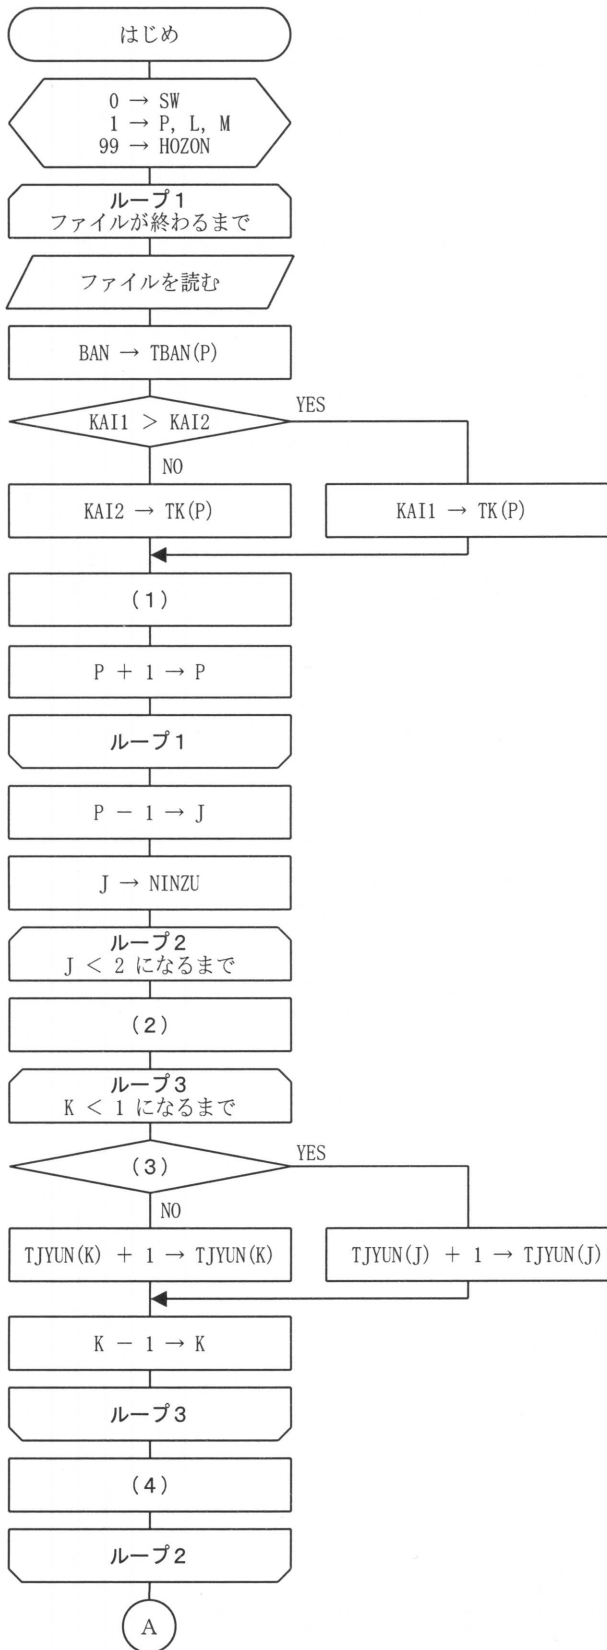 はじめ
0 → SW
1 → P, L, M
99 → HOZON
ループ1
ファイルが終わるまで
ファイルを読む
BAN → TBAN(P)
KAI1 > KAI2
YES
NO
KAI2 → TK(P)
KAI1 → TK(P)
(1)
P + 1 → P
ループ1
P − 1 → J
J → NINZU
ループ2
J < 2 になるまで
(2)
ループ3
K < 1 になるまで
(3)
YES
NO
TJYUN(K) + 1 → TJYUN(K)
TJYUN(J) + 1 → TJYUN(J)
K − 1 → K
ループ3
(4)
ループ2
A